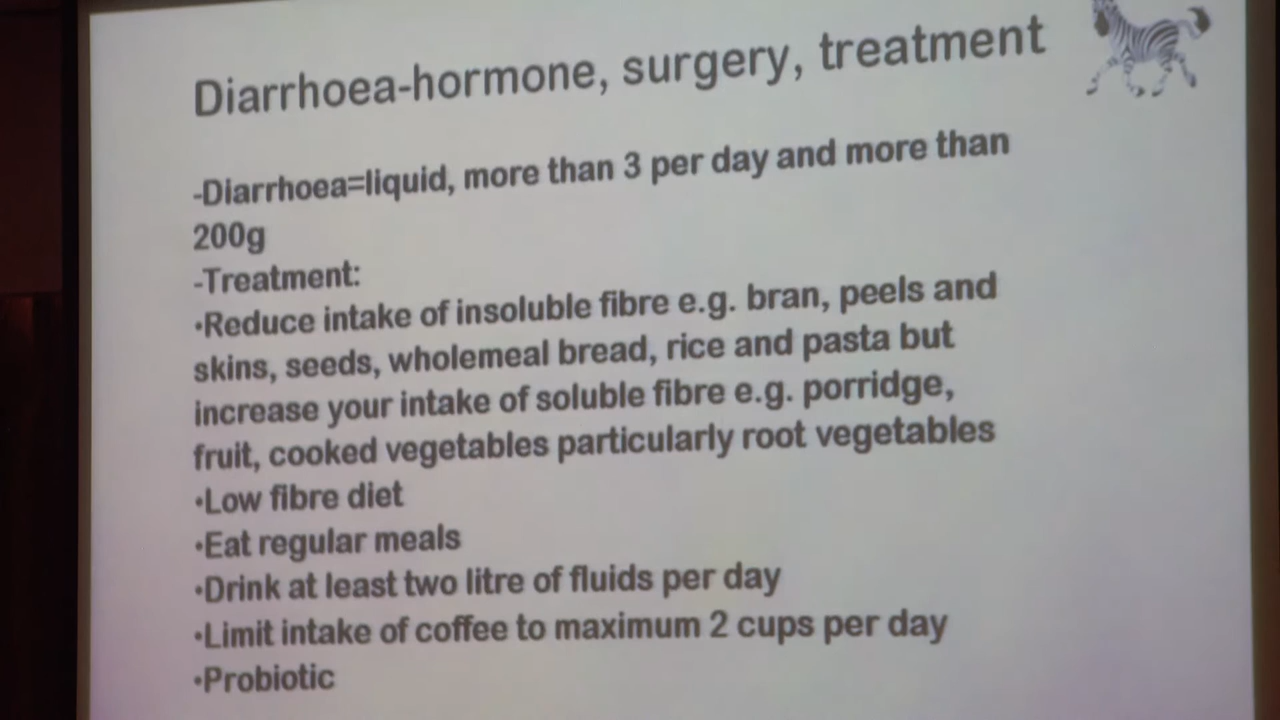 Diarrhoea-hormone, surgery, treatment
-Diarrhoea=liquid, more than 3 per day and more than
200g
-Treatment:
•Reduce intake of insoluble fibre e.g. bran, peels and
skins, seeds, wholemeal bread, rice and pasta but
increase your intake of soluble fibre e.g. porridge,
fruit, cooked vegetables particularly root vegetables
•Low fibre diet
•Eat regular meals
•Drink at least two litre of fluids per day
•Limit intake of coffee to maximum 2 cups per day
•Probiotic